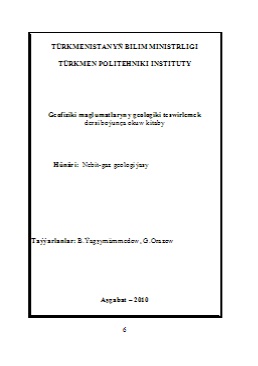 TÜRKMENISTANYŇ BILIM MINISTRLIGI
TÜRKMEN POLITEHNIKI INSTITUTY
Geofiziki maglumatlaryny geologiki teswirlemek
dersi boýunça okuw kitaby
Hünäri: Nebit-gaz geologiýasy
Taýýarlanlar: B. Ýagşymämmedow, G.Orazow
Aşgabat – 2010
6